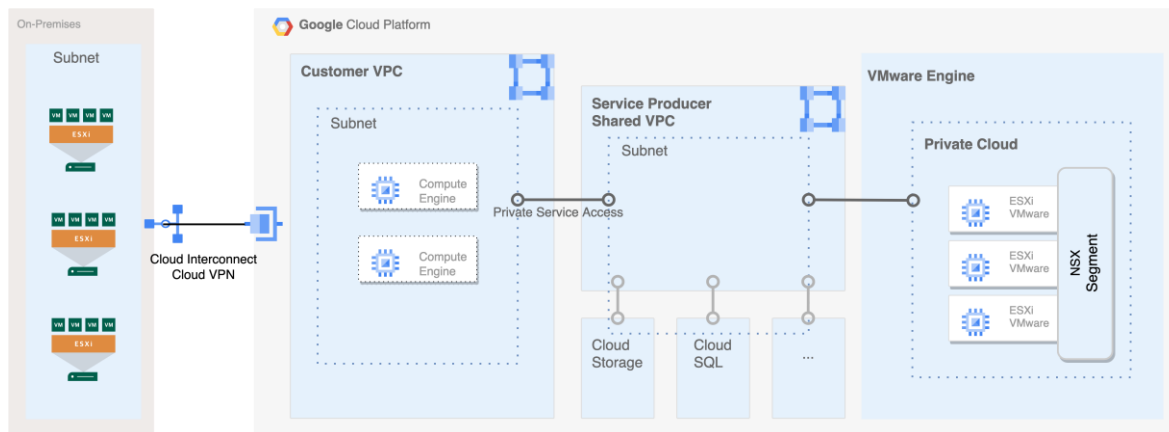 On-Premises
Subnet
VM VM VM VM
ESXi
VM VM VM VM
ESXi
VM VM VM VM
ESXi
Cloud Interconnect
Cloud VPN
Google Cloud Platform
Customer VPC
Subnet
Compute
Engine
Compute
Engine
Private Service Access
Service Producer
Shared VPC
Subnet
Cloud
Storage
Cloud
SQL
...
VMware Engine
Private Cloud
ESXi
VMware
ESXi
VMware
ESXi
VMware
NSX
Segment